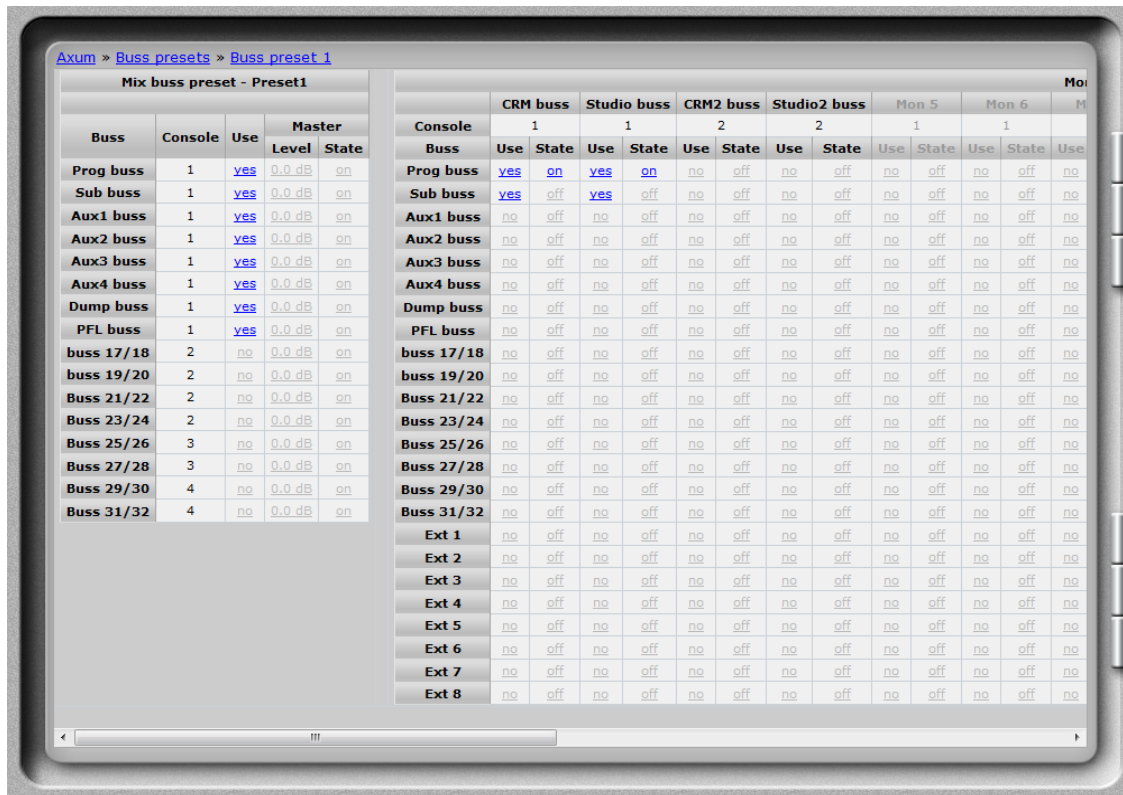 Axum » Buss presets » Buss preset 1
Mix buss preset - Preset1
Buss Console Use Master
Level State
Prog buss 1 yes 0.0 dB on
Sub buss 1 yes 0.0 dB on
Aux1 buss 1 yes 0.0 dB on
Aux2 buss 1 yes 0.0 dB on
Aux3 buss 1 yes 0.0 dB on
Aux4 buss 1 yes 0.0 dB on
Dump buss 1 yes 0.0 dB on
PFL buss 1 yes 0.0 dB on
buss 17/18 2 no 0.0 dB on
buss 19/20 2 no 0.0 dB on
Buss 21/22 2 no 0.0 dB on
Buss 23/24 2 no 0.0 dB on
Buss 25/26 3 no 0.0 dB on
Buss 27/28 3 no 0.0 dB on
Buss 29/30 4 no 0.0 dB on
Buss 31/32 4 no 0.0 dB on
Mo
CRM buss Studio buss CRM2 buss Studio2 buss Mon 5 Mon 6 M
Console 1 1 2 2 1 1
Buss Use State Use State Use State Use State Use State Use State Use
Prog buss yes on yes on no off no off no off no off no
Sub buss yes off yes off no off no off no off no off no
Aux1 buss no off no off no off no off no off no off no
Aux2 buss no off no off no off no off no off no off no
Aux3 buss no off no off no off no off no off no off no
Aux4 buss no off no off no off no off no off no off no
Dump buss no off no off no off no off no off no off no
PFL buss no off no off no off no off no off no off no
buss 17/18 no off no off no off no off no off no off no
buss 19/20 no off no off no off no off no off no off no
Buss 21/22 no off no off no off no off no off no off no
Buss 23/24 no off no off no off no off no off no off no
Buss 25/26 no off no off no off no off no off no off no
Buss 27/28 no off no off no off no off no off no off no
Buss 29/30 no off no off no off no off no off no off no
Buss 31/32 no off no off no off no off no off no off no
Ext 1 no off no off no off no off no off no off no
Ext 2 no off no off no off no off no off no off no
Ext 3 no off no off no off no off no off no off no
Ext 4 no off no off no off no off no off no off no
Ext 5 no off no off no off no off no off no off no
Ext 6 no off no off no off no off no off no off no
Ext 7 no off no off no off no off no off no off no
Ext 8 no off no off no off no off no off no off no